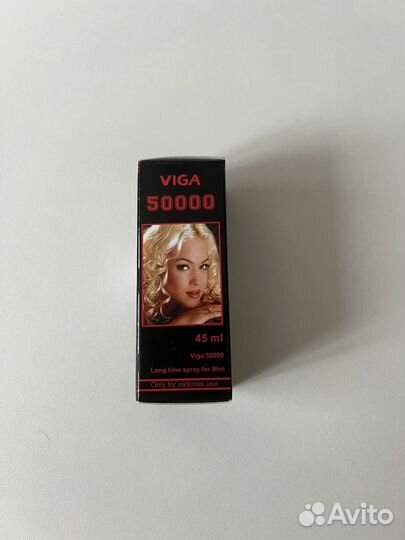 VIGA
50000
45 ml
Viga 50000
Long time spray for Men
Only for external use
Avito